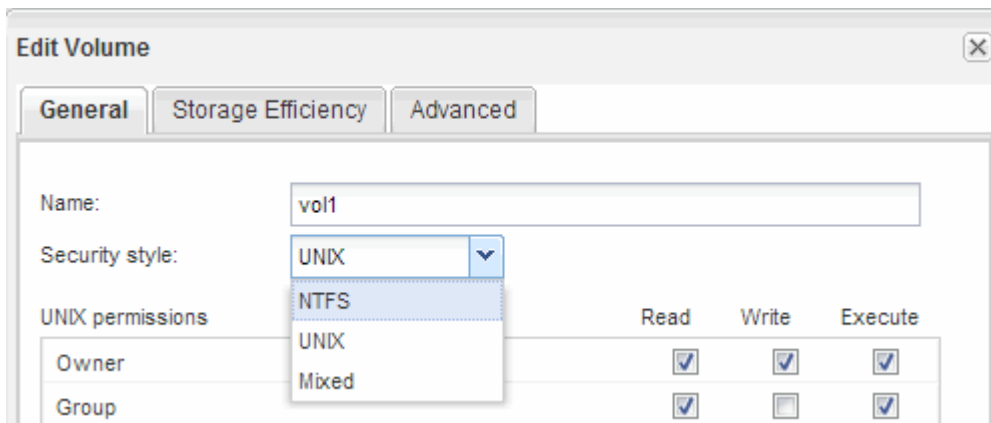 Edit Volume
General Storage Efficiency Advanced
Name: vol1
Security style: UNIX
NTFS
UNIX permissions Read Write Execute
UNIX
Owner
Mixed
Group